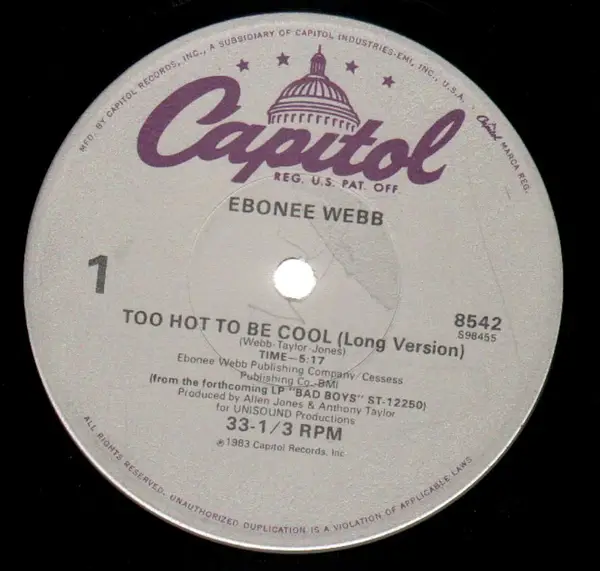 MFD. BY CAPITOL RECORDS, INC., A SUBSIDIARY OF CAPITOL INDUSTRIES-EMI, INC., U.S.A. Capitol MARCA REG.
Capitol
REG. U.S. PAT. OFF.
EBONEE WEBB
1
8542
S98455
TOO HOT TO BE COOL (Long Version)
(Webb-Taylor-Jones)
TIME—5:17
Ebonee Webb Publishing Company/Cessess
Publishing Co.-BMI
(from the forthcoming LP "BAD BOYS" ST-12250)
Produced by Allen Jones & Anthony Taylor
for UNISOUND Productions
33-1/3 RPM
℗1983 Capitol Records, Inc.
ALL RIGHTS RESERVED. UNAUTHORIZED DUPLICATION IS A VIOLATION OF APPLICABLE LAWS